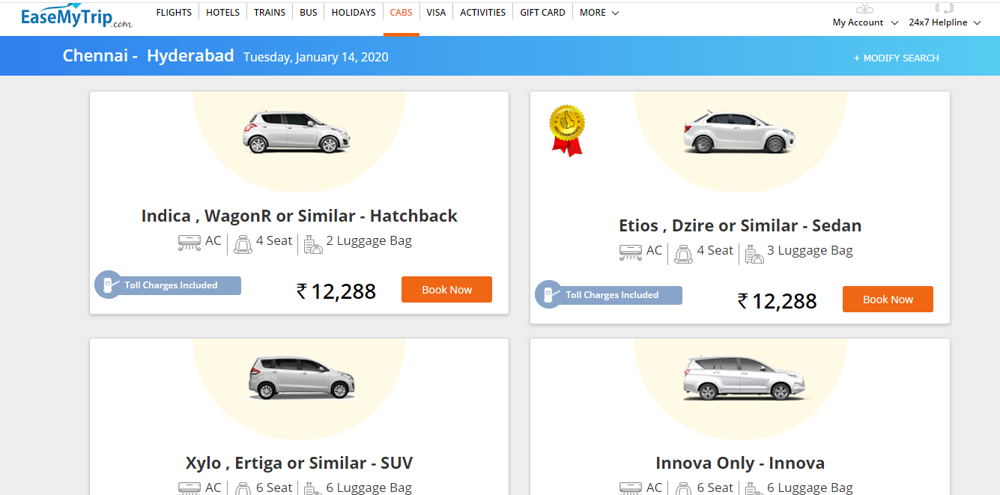 EaseMyTrip.com
FLIGHTS HOTELS TRAINS BUS HOLIDAYS CABS VISA ACTIVITIES GIFT CARD MORE
My Account 24x7 Helpline
Chennai - Hyderabad Tuesday, January 14, 2020 + MODIFY SEARCH
Indica , WagonR or Similar - Hatchback
AC 4 Seat 2 Luggage Bag
Toll Charges Included ₹ 12,288 Book Now
RECOMMENDED
Etios , Dzire or Similar - Sedan
AC 4 Seat 3 Luggage Bag
Toll Charges Included ₹ 12,288 Book Now
Xylo , Ertiga or Similar - SUV
AC 6 Seat 6 Luggage Bag
Innova Only - Innova
AC 6 Seat 6 Luggage Bag